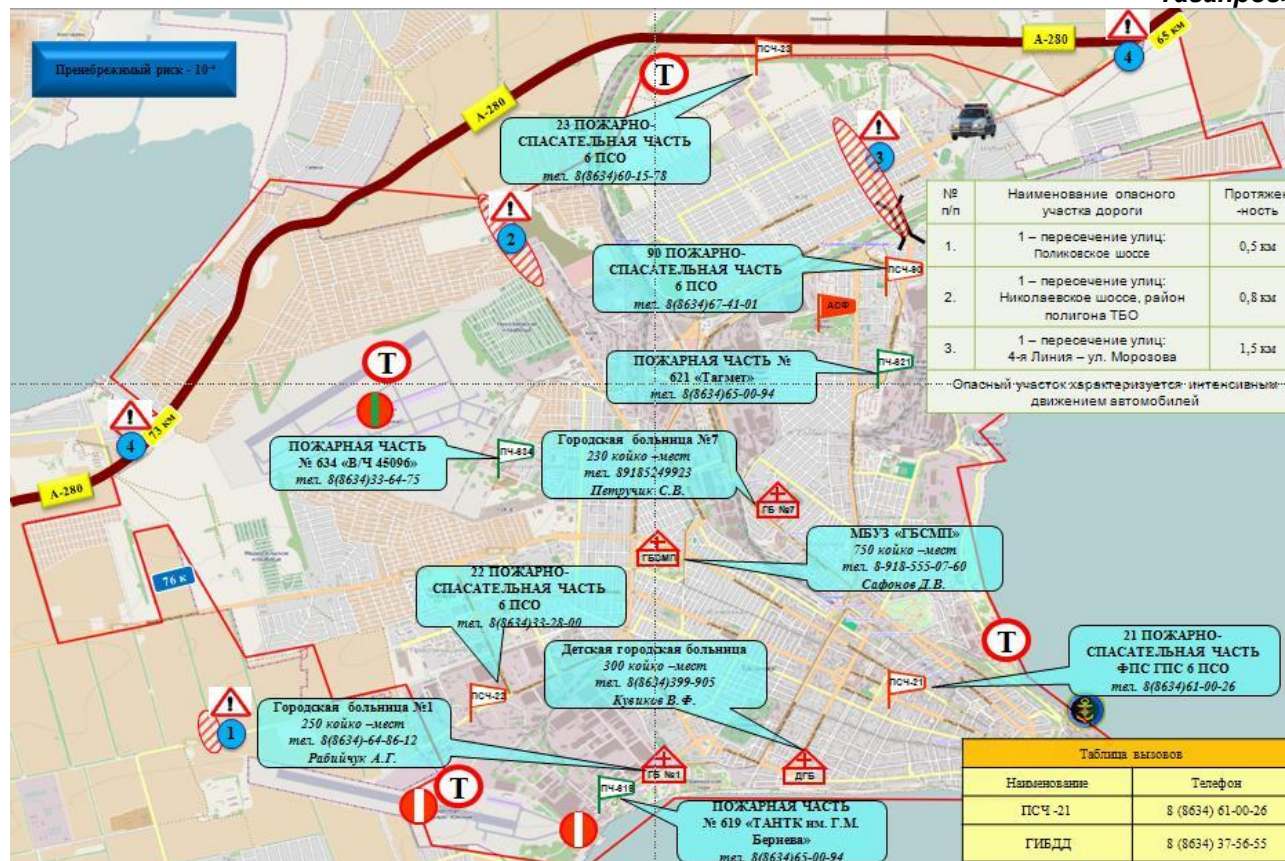 Пренебрежимый риск - 10⁻⁴
А-280
65 км
4
ПСЧ-23
Т
А-280
23 ПОЖАРНО-
СПАСАТЕЛЬНАЯ ЧАСТЬ
6 ПСО
тел. 8(8634)60-15-78
3
2
90 ПОЖАРНО-
СПАСАТЕЛЬНАЯ ЧАСТЬ
6 ПСО
тел. 8(8634)67-41-01
ПСЧ-90
АСФ
№
п/п
Наименование опасного
участка дороги
Протяжен
-ность
1.
1 – пересечение улиц:
Поликовское шоссе
0,5 км
2.
1 – пересечение улиц:
Николаевское шоссе, район
полигона ТБО
0,8 км
3.
1 – пересечение улиц:
4-я Линия – ул. Морозова
1,5 км
Опасный участок характеризуется интенсивным
движением автомобилей
ПОЖАРНАЯ ЧАСТЬ №
621 «Тагмет»
тел. 8(8634)65-00-94
ПЧ-621
Т
4
73 км
А-280
ПОЖАРНАЯ ЧАСТЬ
№ 634 «В/Ч 45096»
тел. 8(8634)33-64-75
ПЧ-634
Городская больница №7
230 койко –мест
тел. 89185249923
Петручик С.В.
ГБ №7
ГБСМП
МБУЗ «ГБСМП»
750 койко –мест
тел. 8-918-555-07-60
Сафонов Д.В.
76 к
22 ПОЖАРНО-
СПАСАТЕЛЬНАЯ ЧАСТЬ
6 ПСО
тел. 8(8634)33-28-00
ПСЧ-22
Детская городская больница
300 койко –мест
тел. 8(8634)399-905
Кувиков В.Ф.
ПСЧ-21
Т
21 ПОЖАРНО-
СПАСАТЕЛЬНАЯ ЧАСТЬ
ФПС ГПС 6 ПСО
тел. 8(8634)61-00-26
1
Городская больница №1
250 койко –мест
тел. 8(8634)-64-86-12
Рабийчук А.Г.
ГБ №1
ДГБ
Т
ПЧ-619
ПОЖАРНАЯ ЧАСТЬ
№ 619 «ТАНТК им. Г.М.
Бериева»
тел. 8(8634)65-00-94
Таблица вызовов
Наименование
Телефон
ПСЧ -21
8 (8634) 61-00-26
ГИБДД
8 (8634) 37-56-55